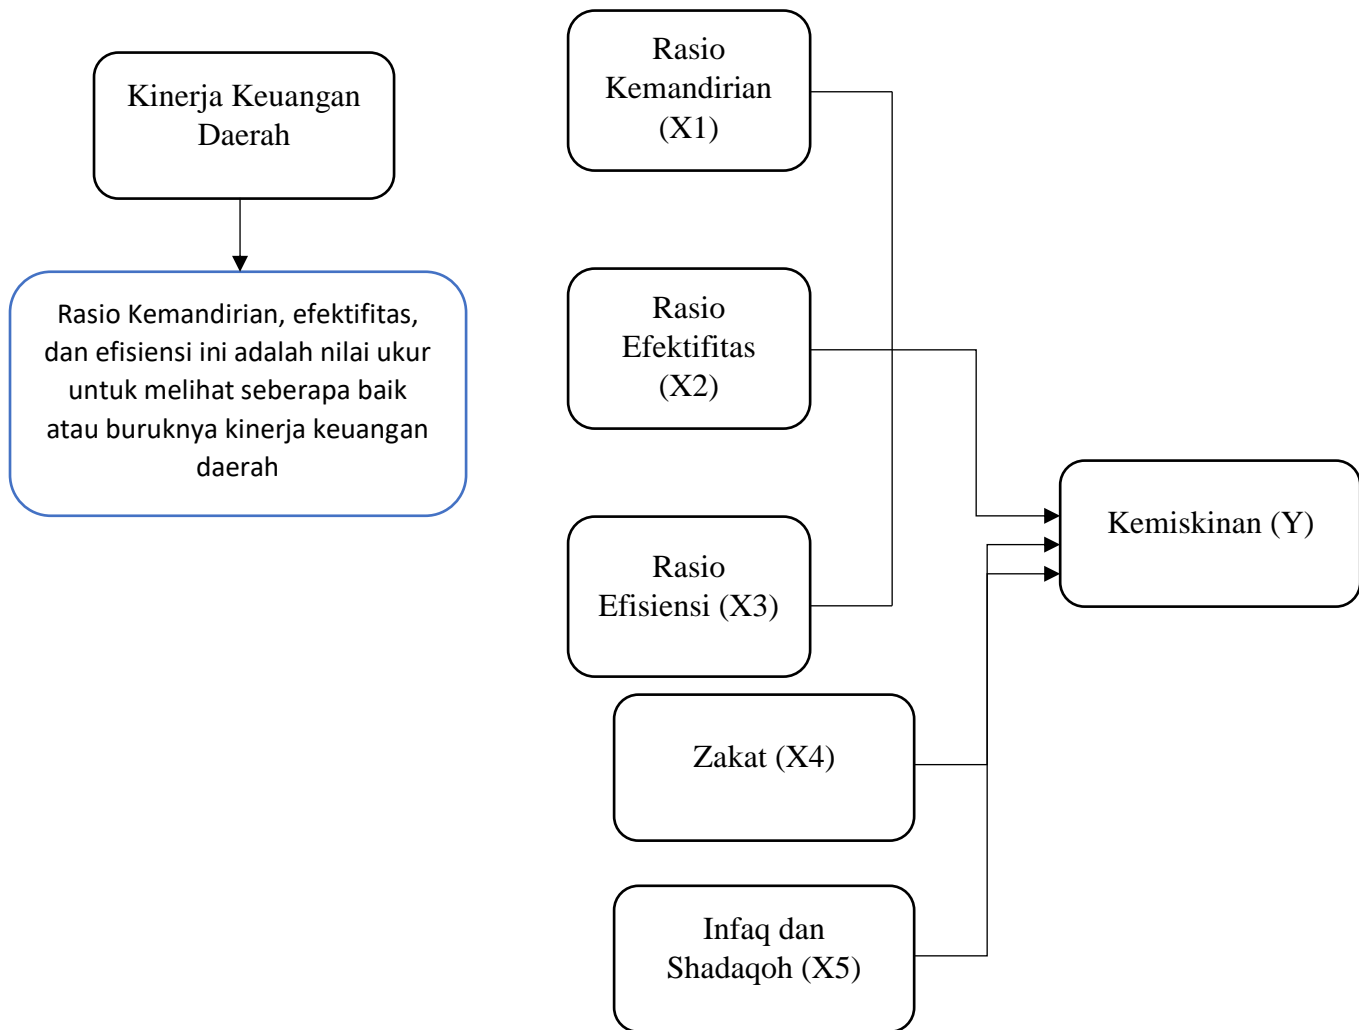 Kinerja Keuangan
Daerah
Rasio Kemandirian, efektifitas,
dan efisiensi ini adalah nilai ukur
untuk melihat seberapa baik
atau buruknya kinerja keuangan
daerah
Rasio
Kemandirian
(X1)
Rasio
Efektifitas
(X2)
Rasio
Efisiensi (X3)
Zakat (X4)
Infaq dan
Shadaqoh (X5)
Kemiskinan (Y)